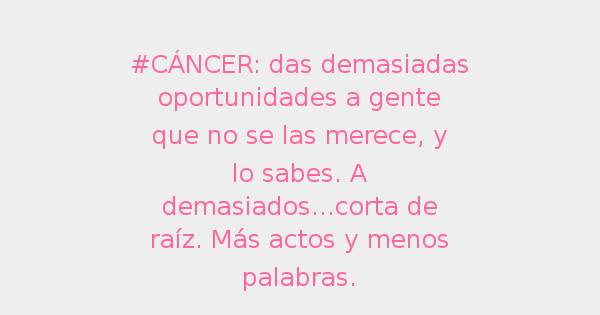 #CÁNCER: das demasiadas
oportunidades a gente
que no se las merece, y
lo sabes. A
demasiados...corta de
raíz. Más actos y menos
palabras.